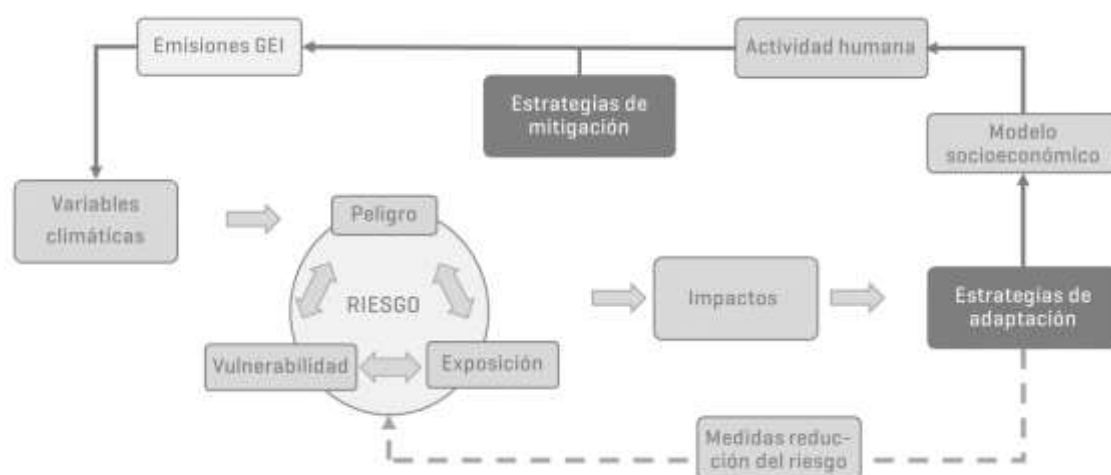 Emisiones GEI
Actividad humana
Estrategias de
mitigación
Modelo
socioeconómico
Variables
climáticas
Peligro
RIESGO
Impactos
Estrategias de
adaptación
Vulnerabilidad
Exposición
Medidas reduc-
ción del riesgo